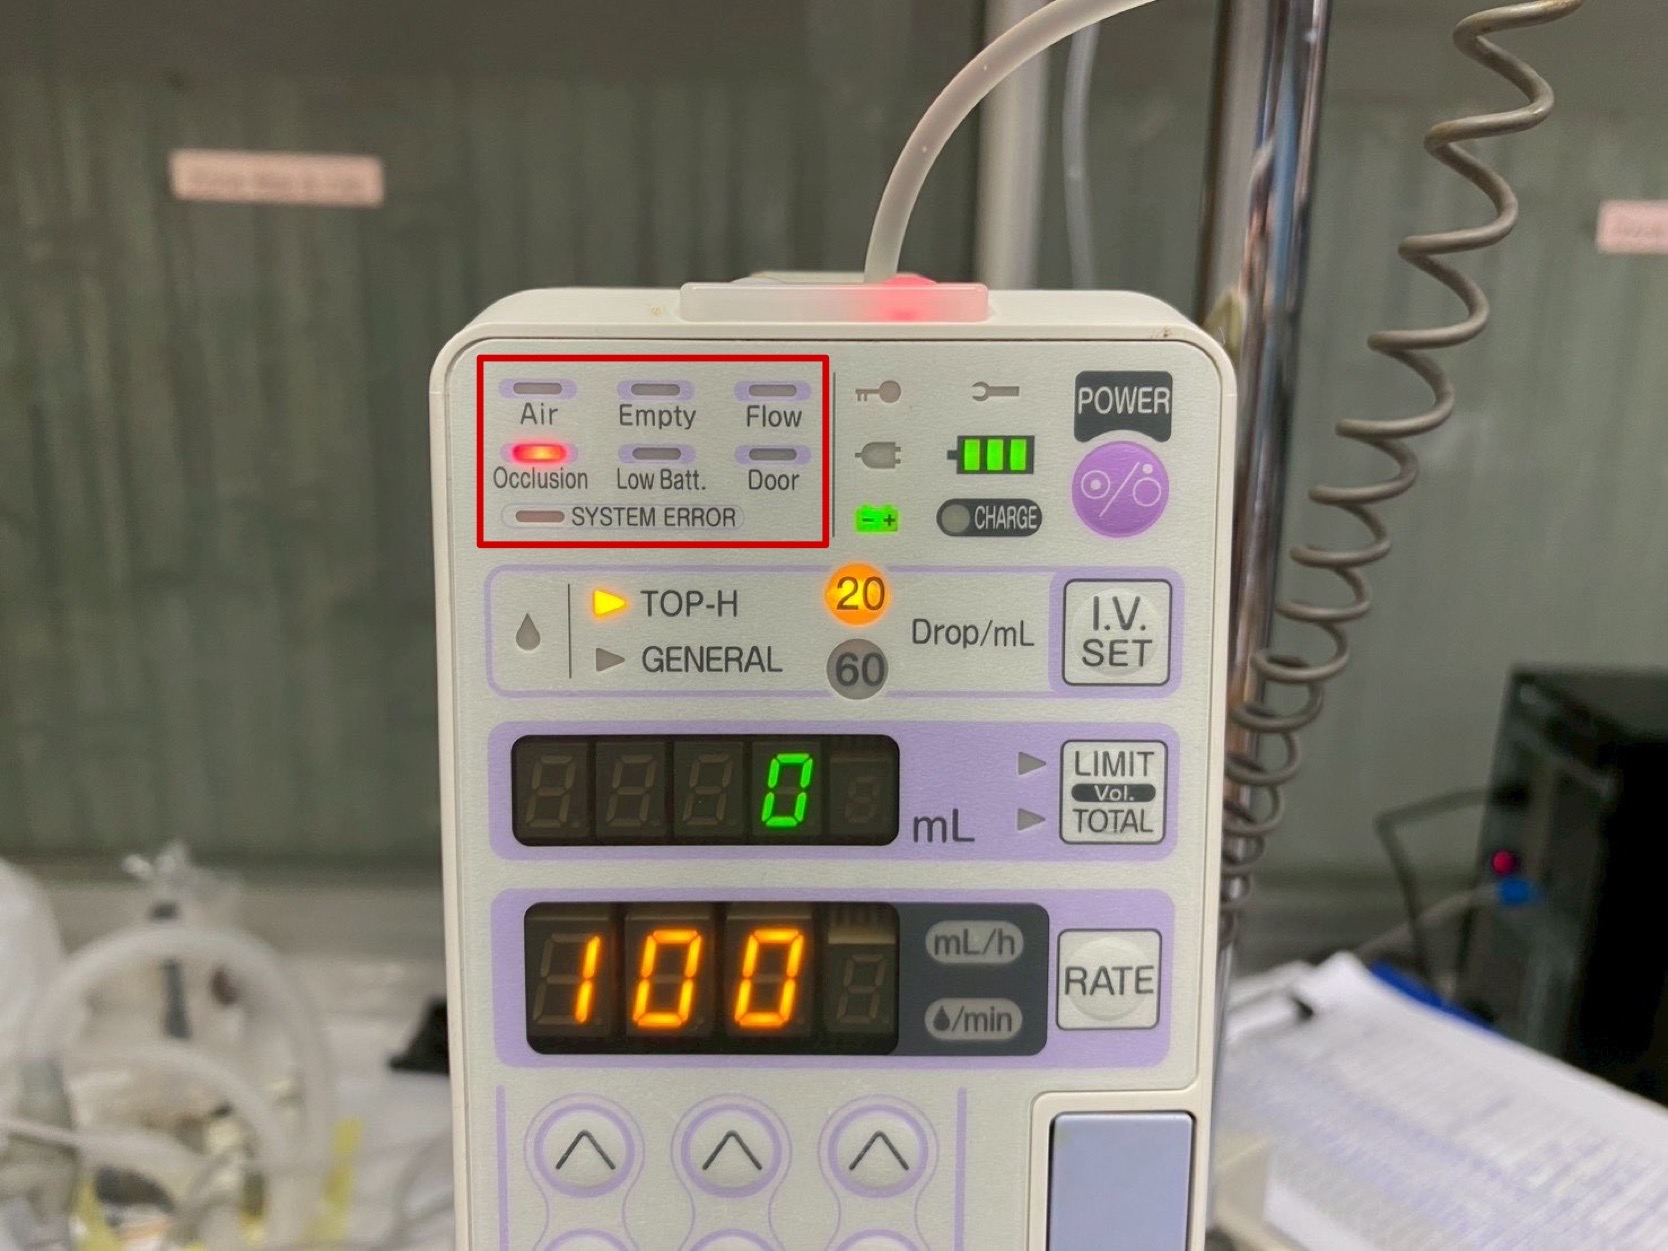 Air Empty Flow
Occlusion Low Batt. Door
SYSTEM ERROR
POWER
CHARGE
TOP-H
GENERAL
20
60
Drop/mL
I.V.
SET
0 mL
LIMIT
Vol.
TOTAL
100
mL/h
/min
RATE